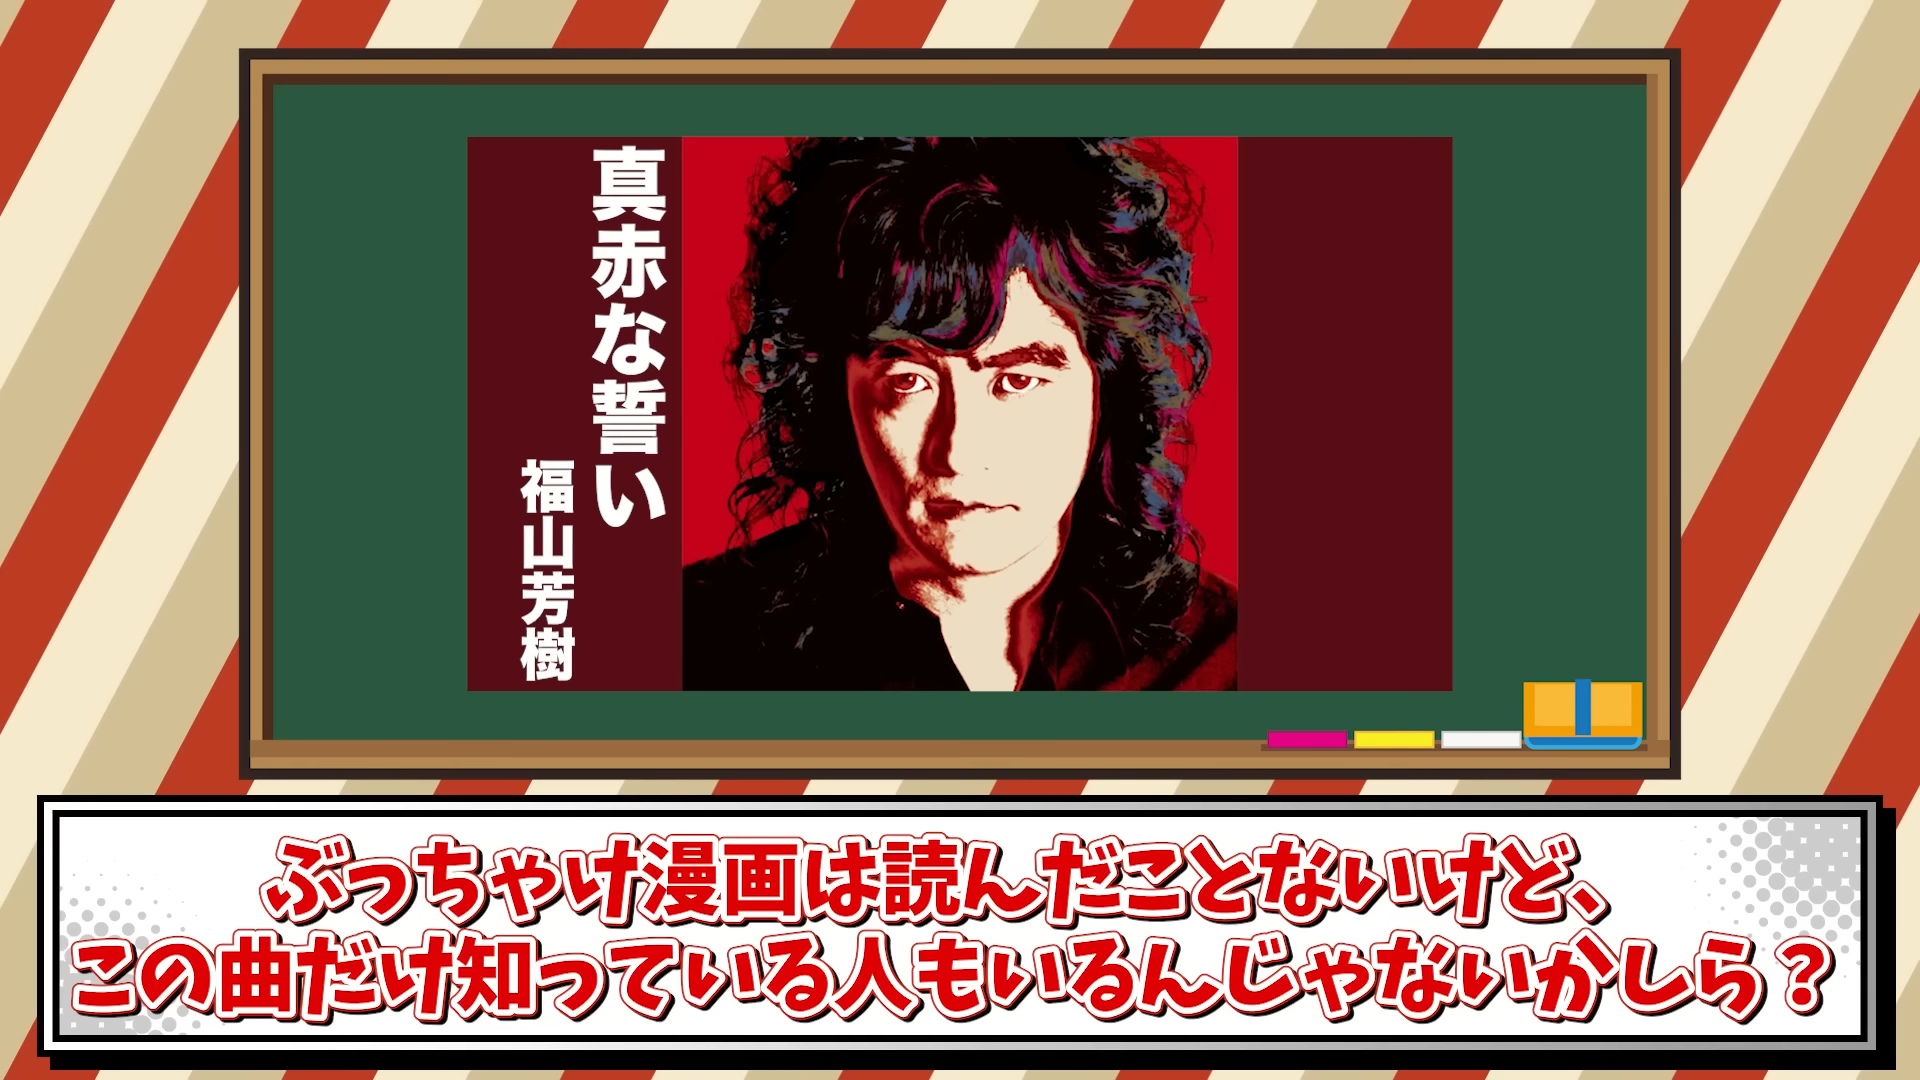 真赤な誓い
福山芳樹
ぶっちゃけ漫画は読んだことないけど、
この曲だけ知っている人もいるんじゃないかしら？